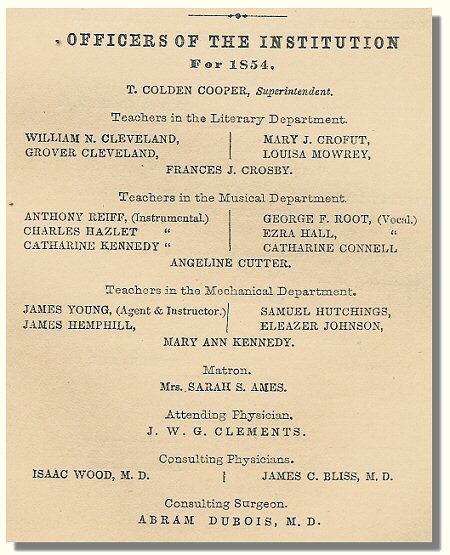 OFFICERS OF THE INSTITUTION
For 1854.
T. COLDEN COOPER, Superintendent.
Teachers in the Literary Department.
WILLIAM N. CLEVELAND, MARY J. CROFUT,
GROVER CLEVELAND, LOUISA MOWREY,
FRANCES J. CROSBY.
Teachers in the Musical Department.
ANTHONY REIFF, (Instrumental.) GEORGE F. ROOT, (Vocal.)
CHARLES HAZLET “ EZRA HALL, “
CATHARINE KENNEDY “ CATHARINE CONNELL
ANGELINE CUTTER.
Teachers in the Mechanical Department.
JAMES YOUNG, (Agent & Instructor.) SAMUEL HUTCHINGS,
JAMES HEMPHILL, ELEAZER JOHNSON,
MARY ANN KENNEDY.
Matron.
Mrs. SARAH S. AMES.
Attending Physician.
J. W. G. CLEMENTS.
Consulting Physicians.
ISAAC WOOD, M. D. JAMES C. BLISS, M. D.
Consulting Surgeon.
ABRAM DUBOIS, M. D.